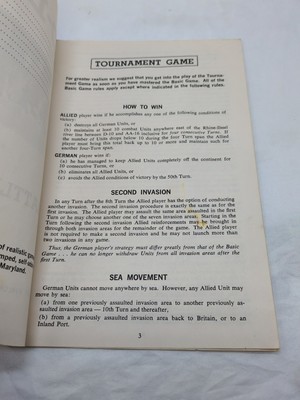 TOURNAMENT GAME
For greater realism we suggest that you get into the play of the Tourna-
ment Game as soon as you have mastered the Basic Game. All of the
Basic Game rules apply except where indicated in the following rules.
HOW TO WIN
ALLIED player wins if he accomplishes any one of the following conditions of
victory:
(a) destroys all German Units, or
(b) maintains at least 10 combat Units anywhere east of the Rhine-IJssel
river line between D-10 and AA-16 inclusive for four consecutive Turns. If
the number of Units drops below 10 during the four Turn span the Allied
player must bring this total back up to 10 or more and maintain such for
another four-Turn span.
GERMAN player wins if:
(a) he has managed to keep Allied Units completely off the continent for
10 consecutive Turns, or
(b) eliminates all Allied Units, or
(c) avoids the Allied conditions of victory by the 50th Turn.
SECOND INVASION
In any Turn after the 8th Turn the Allied player has the option of conducting
another invasion. The second invasion procedure is exactly the same as for the
first invasion. The Allied player may assault the same area assaulted in the first
Turn or he may choose another one of the seven invasion areas. Starting in the
Turn following the second invasion Allied reinforcements may be brought in
through both invasion areas for the remainder of the game. The Allied player
is not required to make a second invasion and he may not launch more than
two invasions in any game.
Thus, the German player's strategy must differ greatly from that of the Basic
Game . . . he can no longer withdraw Units from all invasion areas after the
first Turn.
SEA MOVEMENT
German Units cannot move anywhere by sea. However, any Allied Unit may
move by sea:
(a) from one previously assaulted invasion area to another previously as-
saulted invasion area — 10th Turn and thereafter,
(b) from a previously assaulted invasion area back to Britain, or to an
Inland Port.
3
of realistic
mped, self-
Maryland.